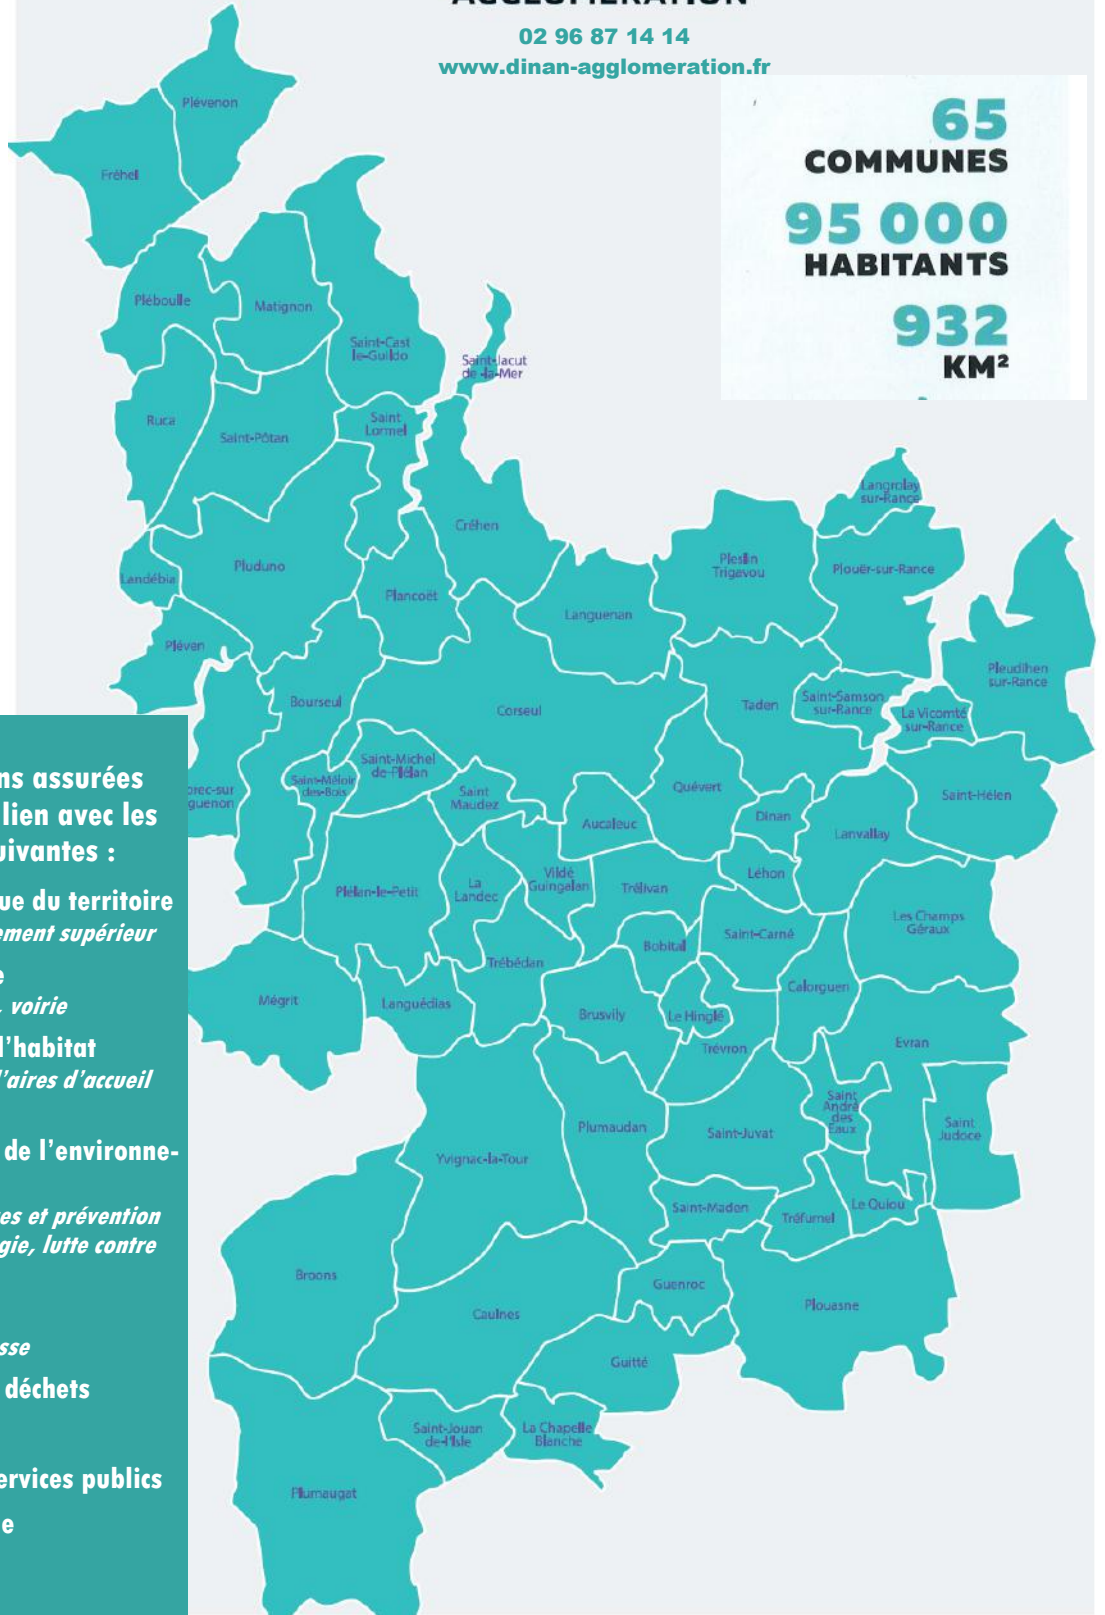 AGGLOMÉRATION
02 96 87 14 14
www.dinan-agglomeration.fr
65
COMMUNES
95 000
HABITANTS
932
KM²
Plévenon
Fréhel
Pléboulle
Matignon
Saint-Cast
le-Guildo
Saint-Jacut
de -la-Mer
Ruca
Saint-Pôtan
Saint
Lormel
Langrolay
sur-Rance
Créhen
Landébia
Pluduno
Plancoët
Languenan
Pleslin
Trigavou
Plouër-sur-Rance
Pléven
Bourseul
Corseul
Taden
Saint-Samson
sur-Rance
La Vicomté
sur-Rance
Pleudihen
sur-Rance
orec-sur
guenon
Saint-Méloir
des-Bois
Saint-Michel
de-Plélan
Saint
Maudez
Aucaleuc
Quévert
Dinan
Lanvallay
Saint-Hélen
Plélan-le-Petit
La
Landec
Vildé
Guingalan
Trélivan
Léhon
Les Champs
Géraux
Bobital
Saint-Carné
Trébédan
Calorguen
Mégrit
Languédias
Brusvily
Le Hinglé
Trévron
Evran
Yvignac-la-Tour
Plumaudan
Saint-Juvat
Saint
André
des
Eaux
Saint
Judoce
Saint-Maden
Tréfumel
Le Quiou
Broons
Caulnes
Guenroc
Plouasne
Guitté
Saint-Jouan
de-l'Isle
La Chapelle
Blanche
Plumaugat
ns assurées
lien avec les
uivantes :
ue du territoire
ement supérieur
e
, voirie
l'habitat
l'aires d'accueil
de l'environne-
es et prévention
gie, lutte contre
sse
déchets
ervices publics
e